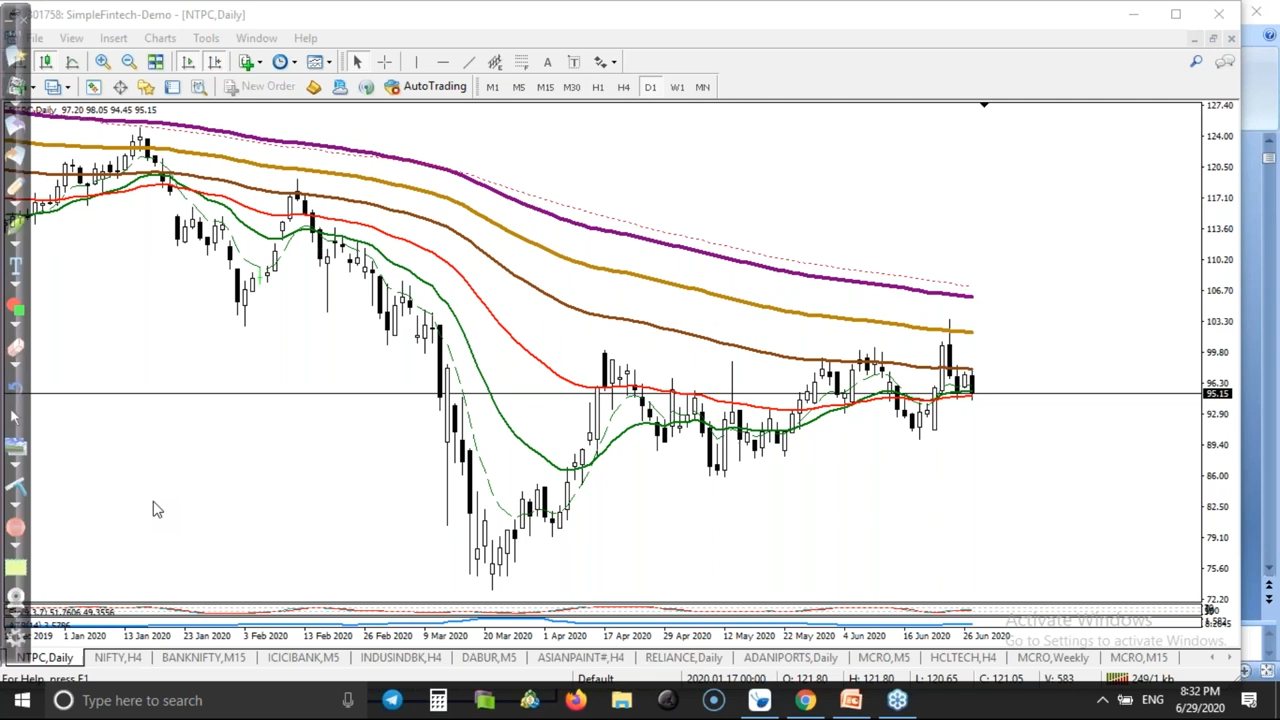 301758: SimpleFintech-Demo - [NTPC,Daily]
File View Insert Charts Tools Window Help
New Order AutoTrading M1 M5 M15 M30 H1 H4 D1 W1 MN
Daily 97.20 98.05 94.45 95.15
127.40
124.00
120.50
117.10
113.60
110.20
106.70
103.30
99.80
96.30
95.15
92.90
89.40
86.00
82.50
79.10
75.60
72.20
51.7606 49.3556
Activate Windows
Go to Settings to activate Windows.
2019 1 Jan 2020 13 Jan 2020 23 Jan 2020 3 Feb 2020 13 Feb 2020 26 Feb 2020 9 Mar 2020 20 Mar 2020 1 Apr 2020 17 Apr 2020 29 Apr 2020 12 May 2020 22 May 2020 4 Jun 2020 16 Jun 2020 26 Jun 2020
NTPC,Daily NIFTY,H4 BANKNIFTY,M15 ICICIBANK,M5 INDUSINDBK,H4 DABUR,M5 ASIANPAINT#,H4 RELIANCE,Daily ADANIPORTS,Daily MCRO,M5 HCLTECH,H4 MCRO,Weekly MCRO,M15
For Help, press F1 Default 2020.01.17 00:00 O: 121.80 H: 121.80 L: 120.65 C: 121.05 V: 583 249/1 kb
Type here to search
ENG
8:32 PM
6/29/2020